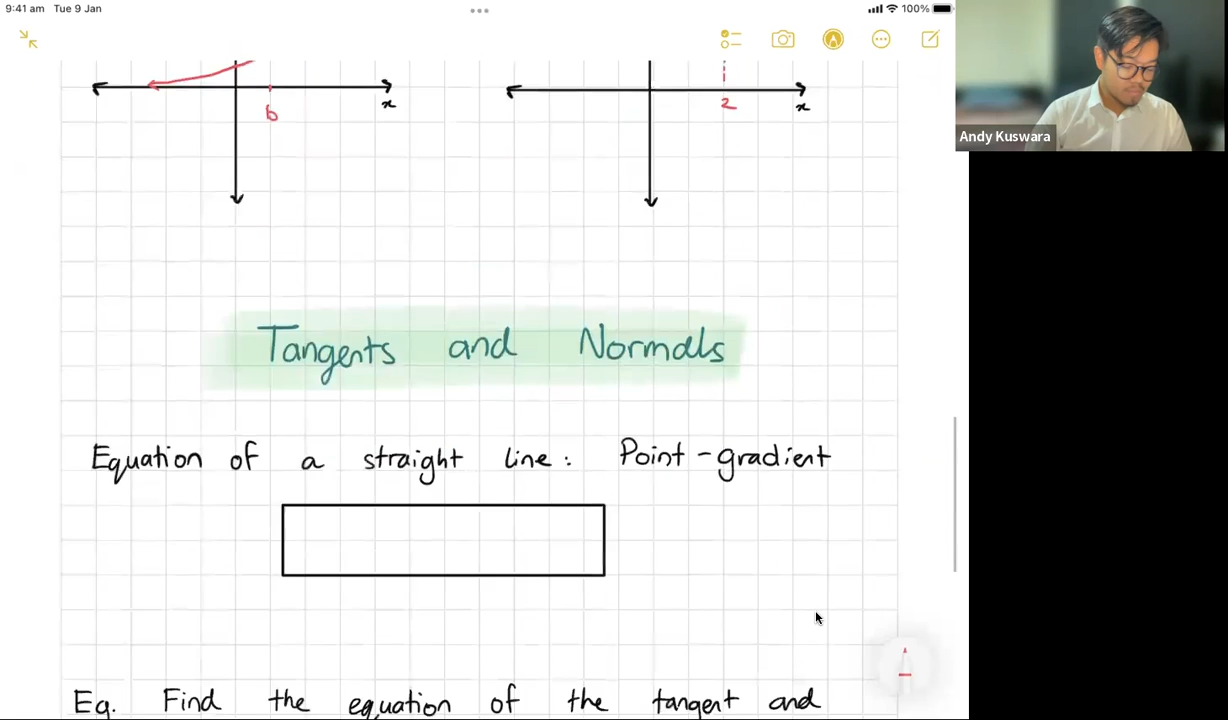 9:41 am Tue 9 Jan
100%
b
x
2
x
Andy Kuswara
Tangents and Normals
Equation of a straight line : Point - gradient
Eg. Find the equation of the tangent and